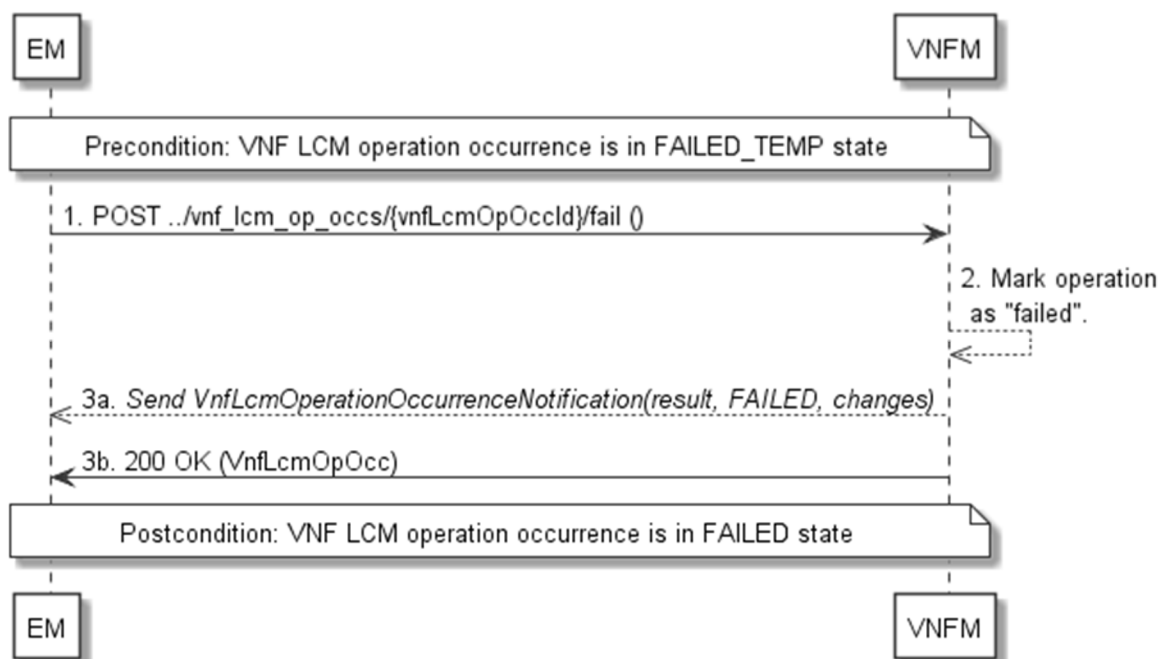 EM
VNFM
Precondition: VNF LCM operation occurrence is in FAILED_TEMP state
1. POST ../vnf_lcm_op_occs/{vnfLcmOpOccId}/fail ()
2. Mark operation
as "failed".
3a. Send VnfLcmOperationOccurrenceNotification(result, FAILED, changes)
3b. 200 OK (VnfLcmOpOcc)
Postcondition: VNF LCM operation occurrence is in FAILED state
EM
VNFM